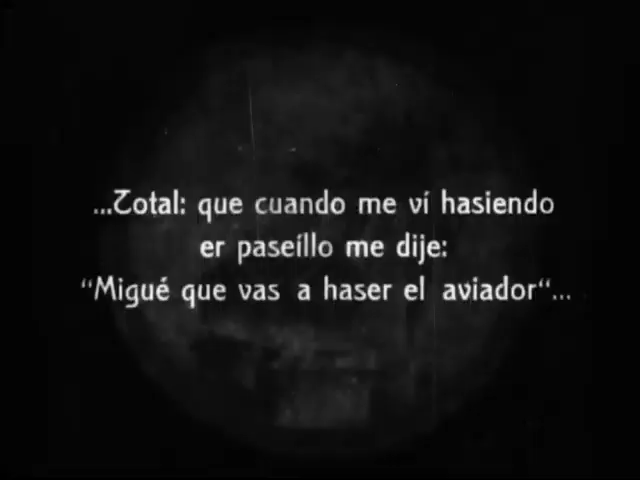 ...Total: que cuando me ví hasiendo
er paseíllo me dije:
“Migué que vas a haser el aviador“...